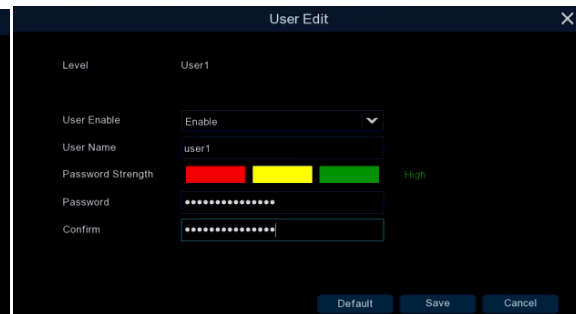 User Edit
Level User1
User Enable Enable
User Name user1
Password Strength High
Password •••••••••••••••
Confirm •••••••••••••••
Default Save Cancel